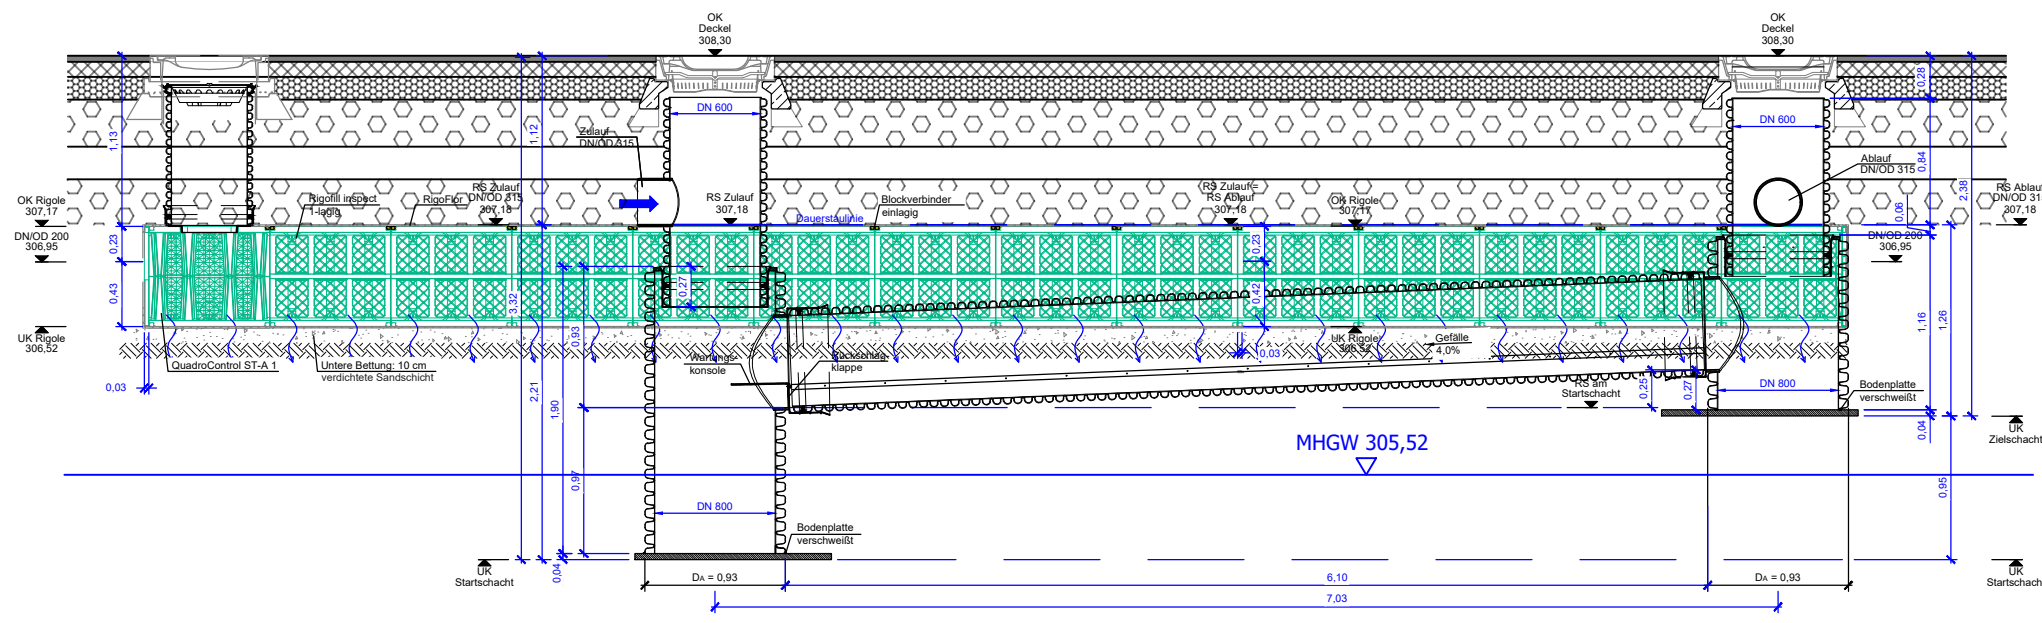 OK
Deckel
308,30
OK
Deckel
308,30
DN 600
DN 600
0,28
1,13
1,12
Zulauf
DN/OD 315
0,84
2,38
Ablauf
DN/OD 315
OK Rigole
307,17
Rigofill inspect
1-lagig
RigoFlor
RS Zulauf
DN/OD 315
307,18
RS Zulauf
307,18
Dauerstaulinie
Blockverbinder
einlagig
RS Zulauf =
RS Ablauf
307,18
OK Rigole
307,17
0,06
RS Ablauf
DN/OD 315
307,18
DN/OD 200
306,95
0,23
0,23
DN/OD 200
306,95
0,43
3,32
0,27
0,42
1,16
1,26
UK Rigole
306,52
0,93
UK Rigole
306,52
Gefälle
4,0%
0,03
QuadroControl ST-A 1
Untere Bettung: 10 cm
verdichtete Sandschicht
Wartungs-
konsole
Rückschlag-
klappe
0,03
2,21
1,90
RS am
Startschacht
0,25
0,27
DN 800
Bodenplatte
verschweißt
0,04
UK
Zielschacht
MHGW 305,52
0,97
0,95
DN 800
Bodenplatte
verschweißt
UK
Startschacht
0,04
UK
Startschacht
DA = 0,93
6,10
DA = 0,93
7,03